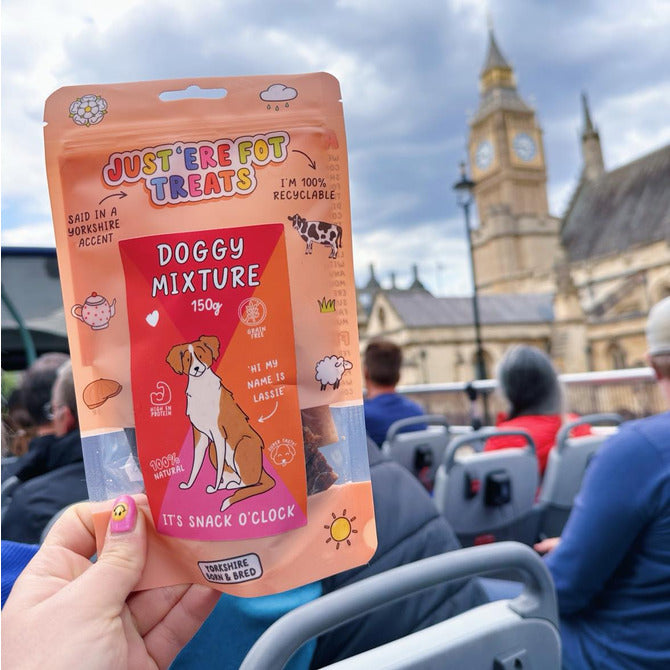 JUST 'ERE FOT
TREATS
SAID IN A
YORKSHIRE
ACCENT
I'M 100%
RECYCLABLE
DOGGY
MIXTURE
150g
GRAIN
FREE
'HI MY
NAME IS
LASSIE'
HIGH IN
PROTEIN
100%
NATURAL
SUPER TASTY
IT'S SNACK O'CLOCK
YORKSHIRE
BORN & BRED